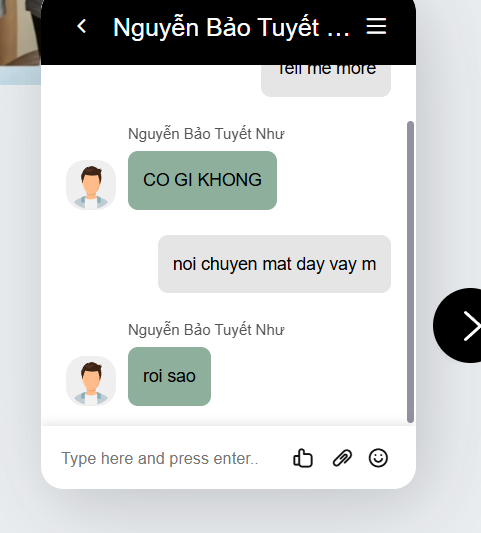 Nguyễn Bảo Tuyết ...
Tell me more
Nguyễn Bảo Tuyết Như
CO GI KHONG
noi chuyen mat day vay m
Nguyễn Bảo Tuyết Như
roi sao
Type here and press enter..